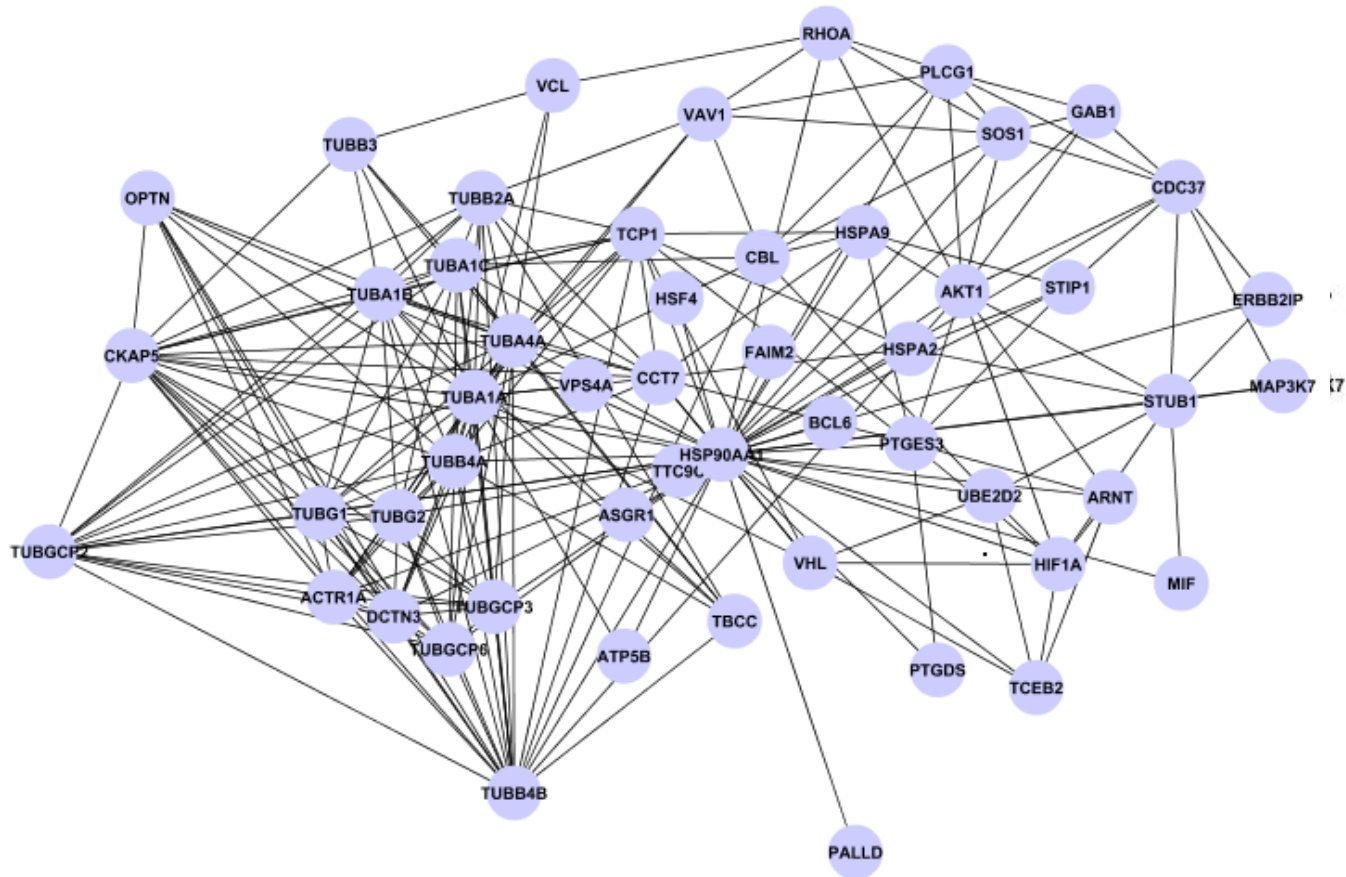 RHOA
PLCG1
VCL
GAB1
VAV1
SOS1
TUBB3
CDC37
OPTN
TUBB2A
TCP1
HSPA9
CBL
TUBA1C
TUBA1B
HSF4
AKT1
STIP1
ERBB2IP
TUBA4A
CKAP5
FAIM2
HSPA2
VPS4A
CCT7
MAP3K7
K7
TUBA1A
STUB1
BCL6
PTGES3
TUBB4A
HSP90AA1
TTC9C
UBE2D2
ARNT
TUBG1
TUBG2
ASGR1
TUBGCP2
VHL
HIF1A
MIF
ACTR1A
DCTN3
TUBGCP3
TBCC
TUBGCP6
ATP5B
PTGDS
TCEB2
TUBB4B
PALLD